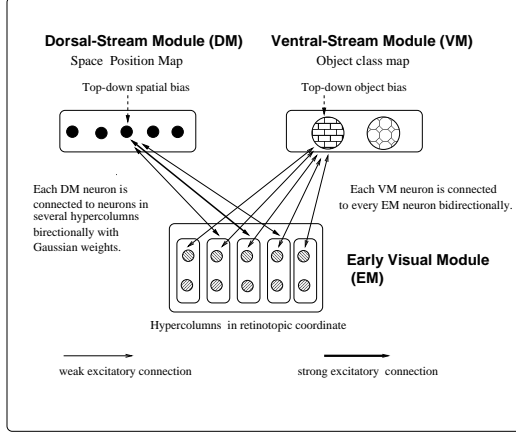 Dorsal-Stream Module (DM)
Space Position Map
Top-down spatial bias
Ventral-Stream Module (VM)
Object class map
Top-down object bias
Each DM neuron is
connected to neurons in
several hypercolumns
birectionally with
Gaussian weights.
Each VM neuron is connected
to every EM neuron bidirectionally.
Early Visual Module
(EM)
Hypercolumns in retinotopic coordinate
weak excitatory connection
strong excitatory connection